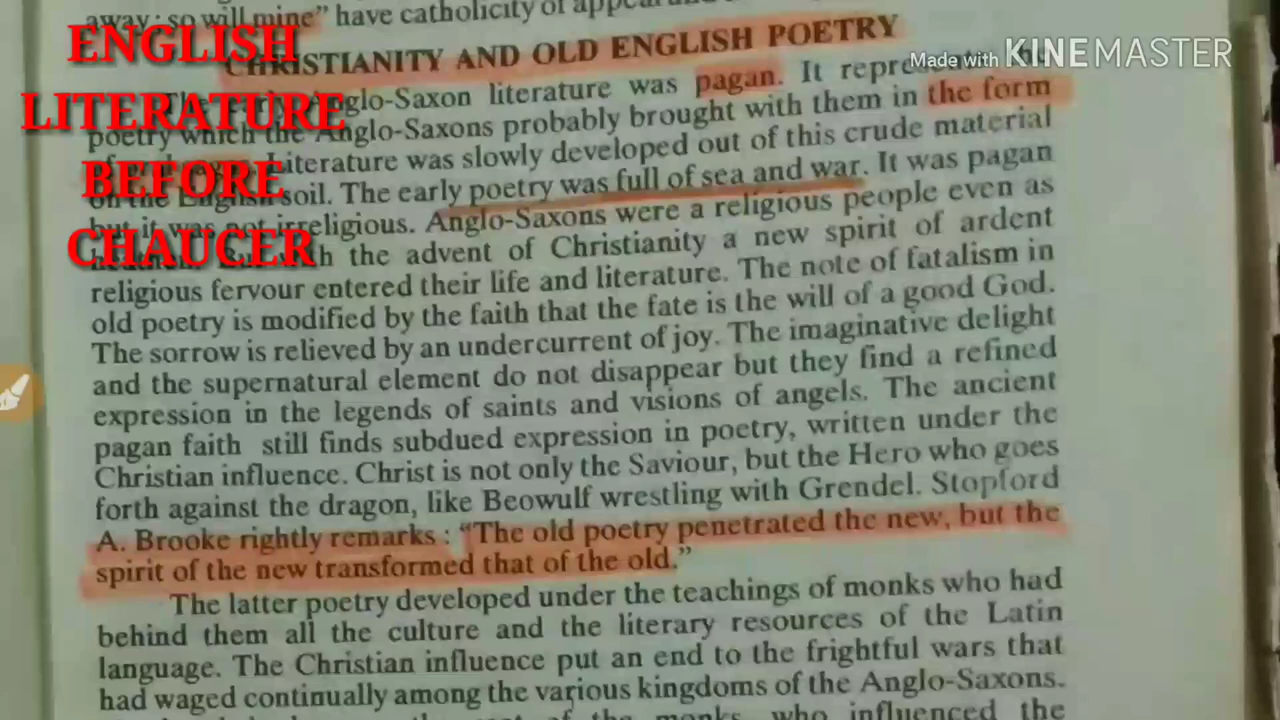 away; so will mine" have catholicity of appeal and
CHRISTIANITY AND OLD ENGLISH POETRY
ENGLISH
LITERATURE
BEFORE
CHAUCER
Made with KINEMASTER
The early Anglo-Saxon literature was pagan. It
poetry which the Anglo-Saxons probably brought with them in the form
Literature was slowly developed out of this crude material
on the English soil. The early poetry was full of sea and war. It was pagan
but it was not irreligious. Anglo-Saxons were a religious people even as
with the advent of Christianity a new spirit of ardent
religious fervour entered their life and literature. The note of fatalism in
old poetry is modified by the faith that the fate is the will of a good God.
The sorrow is relieved by an undercurrent of joy. The imaginative delight
and the supernatural element do not disappear but they find a refined
expression in the legends of saints and visions of angels. The ancient
pagan faith still finds subdued expression in poetry, written under the
Christian influence. Christ is not only the Saviour, but the Hero who goes
forth against the dragon, like Beowulf wrestling with Grendel. Stopford
A. Brooke rightly remarks : "The old poetry penetrated the new, but the
spirit of the new transformed that of the old."
The latter poetry developed under the teachings of monks who had
behind them all the culture and the literary resources of the Latin
language. The Christian influence put an end to the frightful wars that
had waged continually among the various kingdoms of the Anglo-Saxons.
of the monks, who influenced the